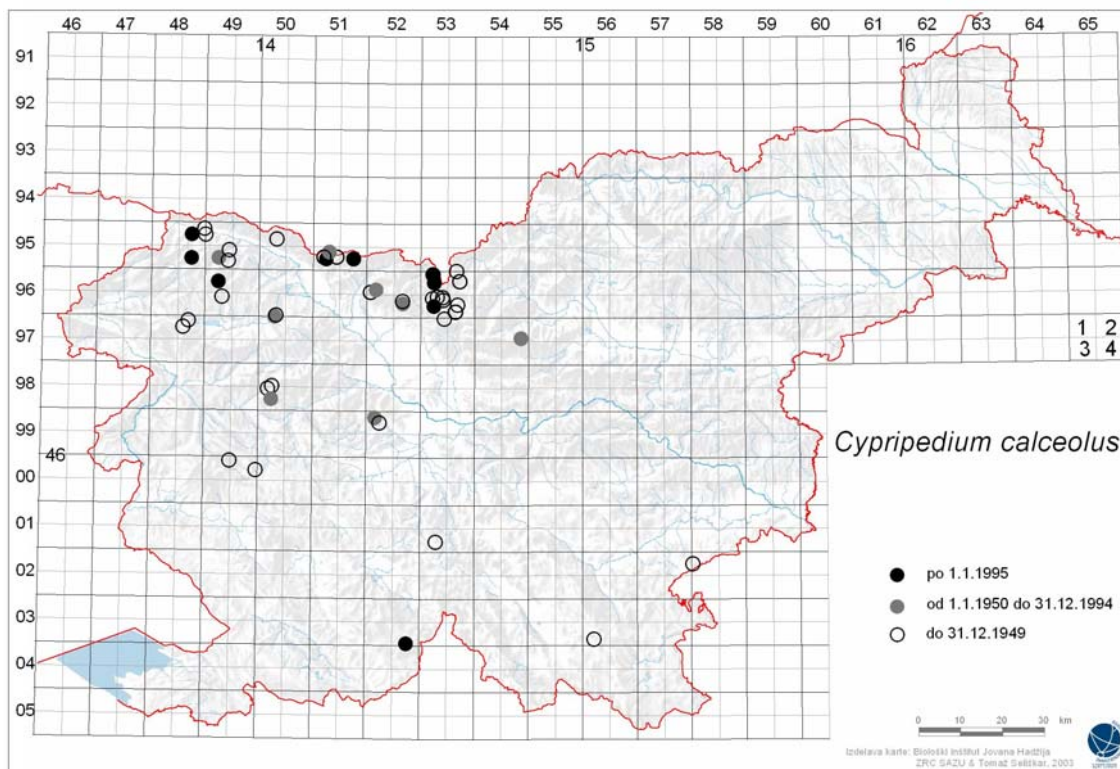 46 47 48 49 50 51 52 53 54 55 56 57 58 59 60 61 62 63 64 65
14 15 16
91
92
93
94
95
96
97
98
99
46
00
01
02
03
04
05
1 2
3 4
Cypripedium calceolus
po 1.1.1995
od 1.1.1950 do 31.12.1994
do 31.12.1949
0 10 20 30 km
Izdelava karte: Biološki inštitut Jovana Hadžija
ZRC SAZU & Tomaž Seliškar, 2003